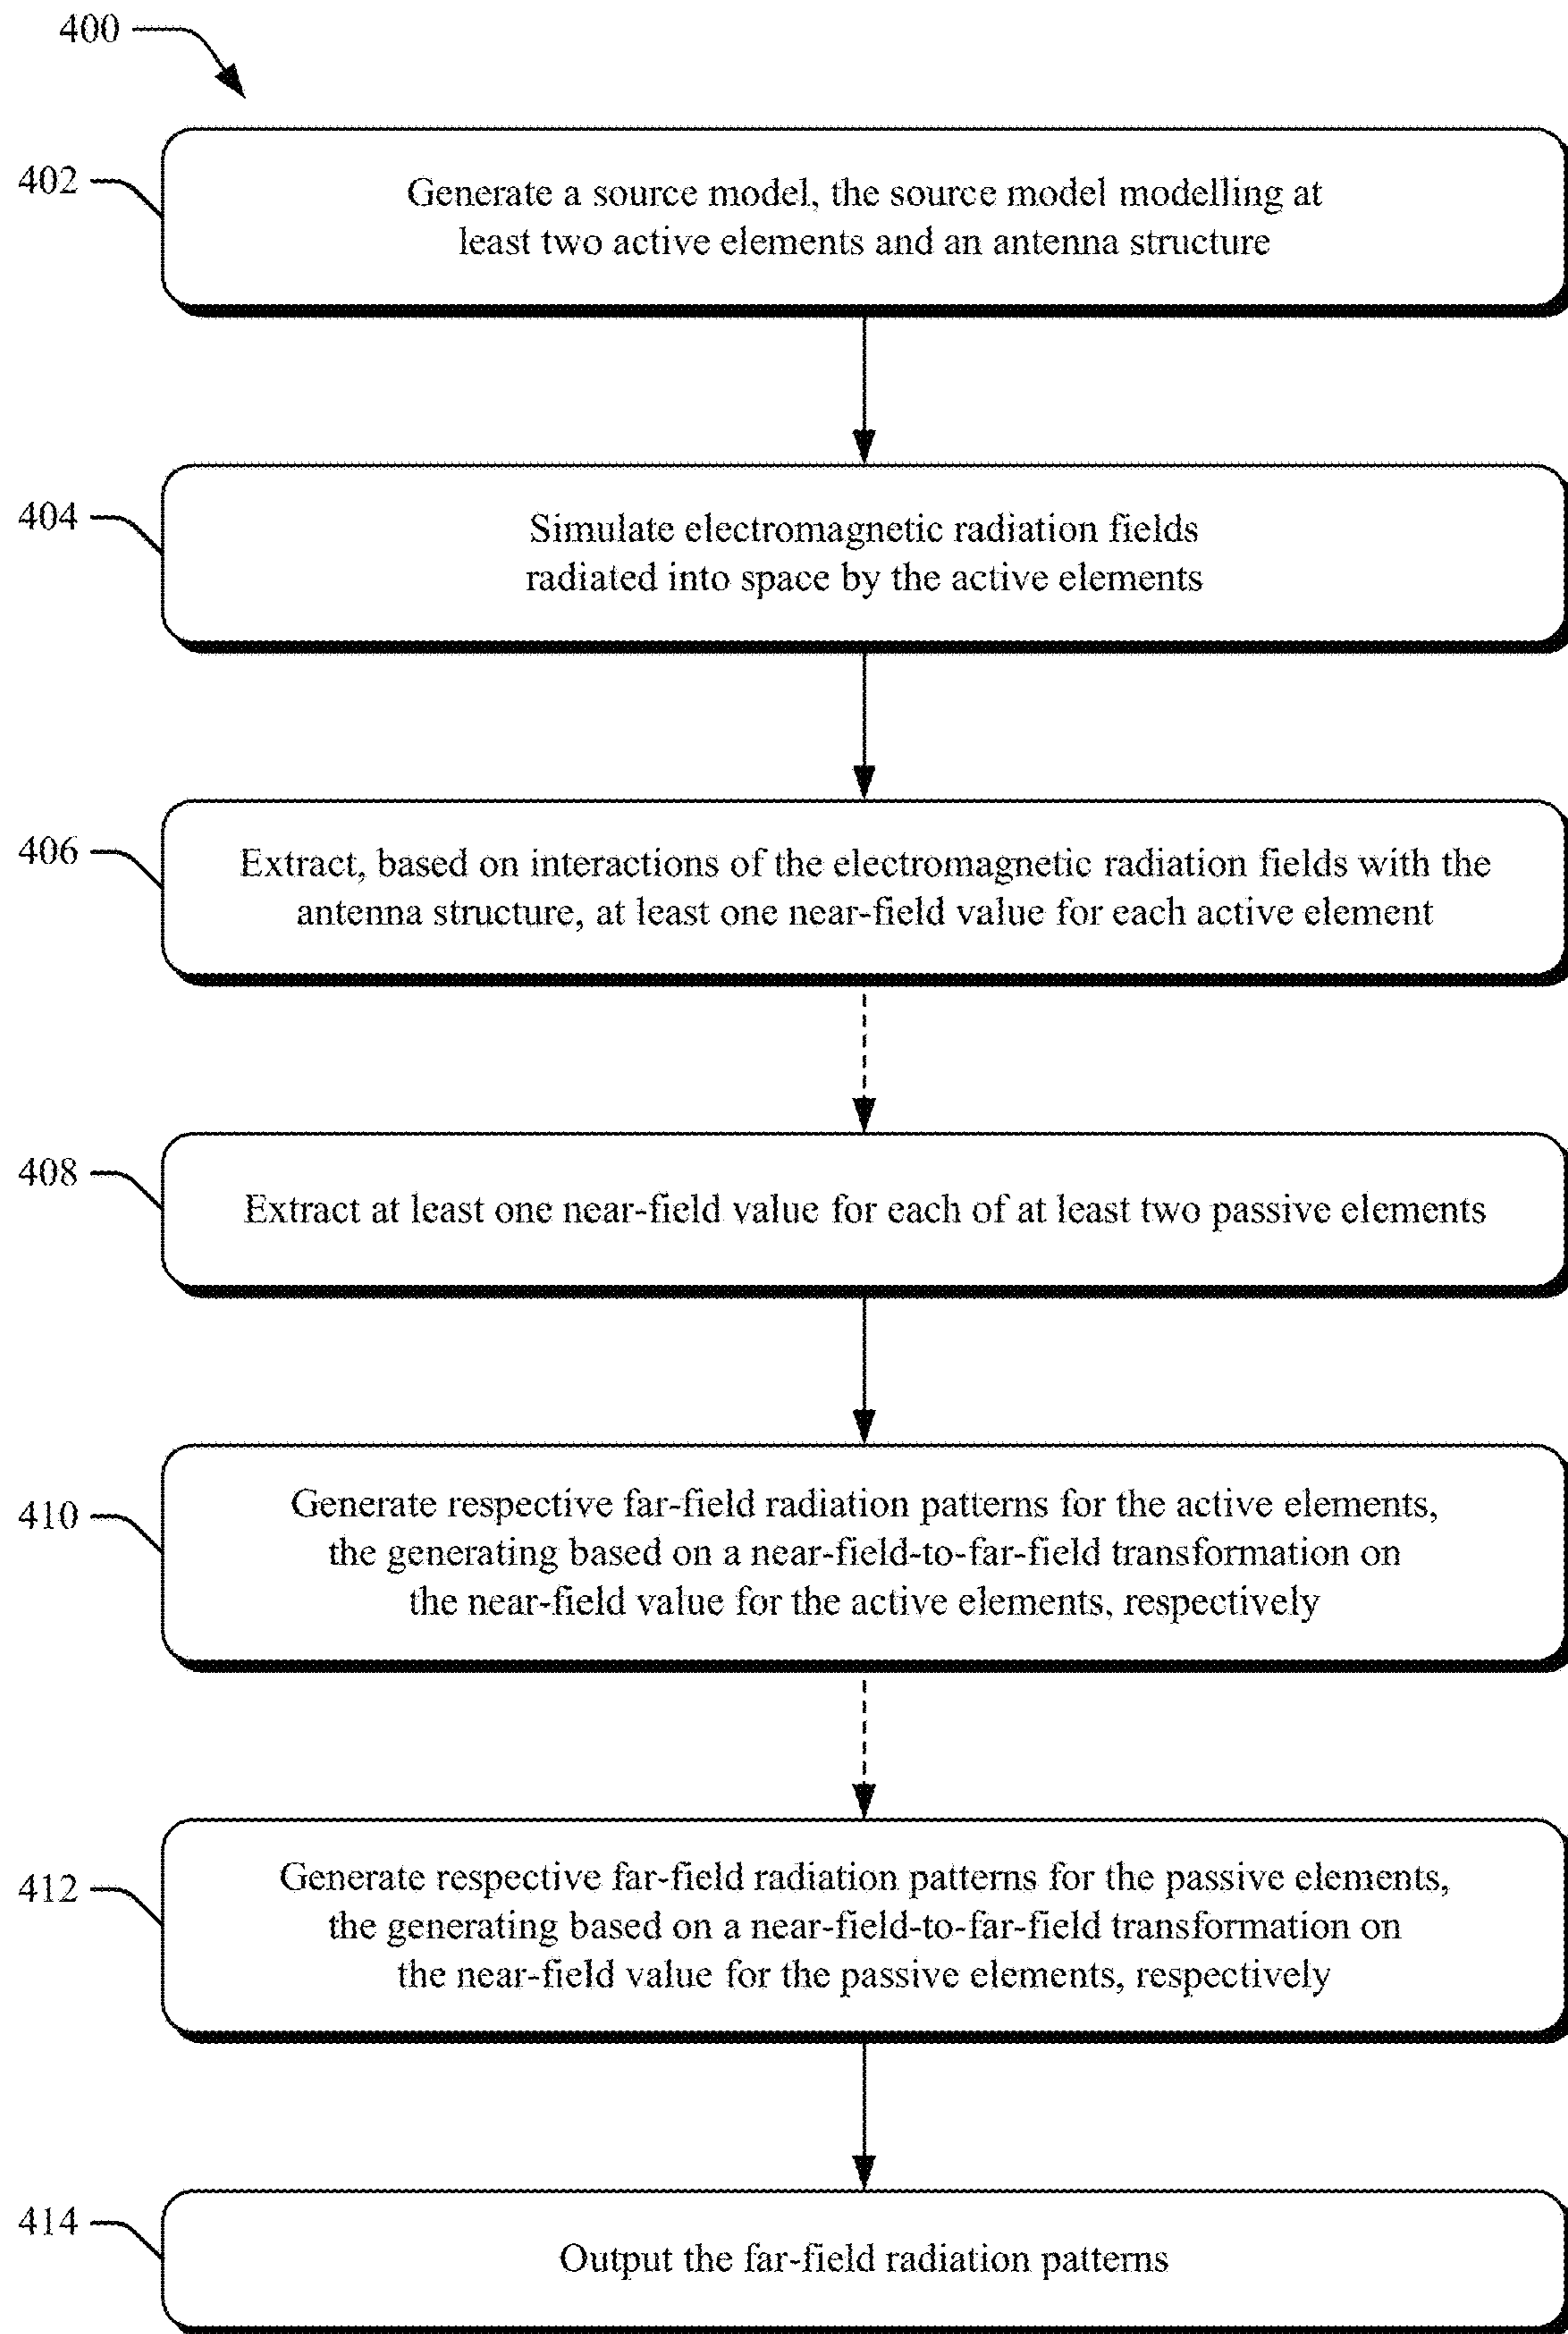 400
402
Generate a source model, the source model modelling at
least two active elements and an antenna structure
404
Simulate electromagnetic radiation fields
radiated into space by the active elements
406
Extract, based on interactions of the electromagnetic radiation fields with the
antenna structure, at least one near-field value for each active element
408
Extract at least one near-field value for each of at least two passive elements
410
Generate respective far-field radiation patterns for the active elements,
the generating based on a near-field-to-far-field transformation on
the near-field value for the active elements, respectively
412
Generate respective far-field radiation patterns for the passive elements,
the generating based on a near-field-to-far-field transformation on
the near-field value for the passive elements, respectively
414
Output the far-field radiation patterns